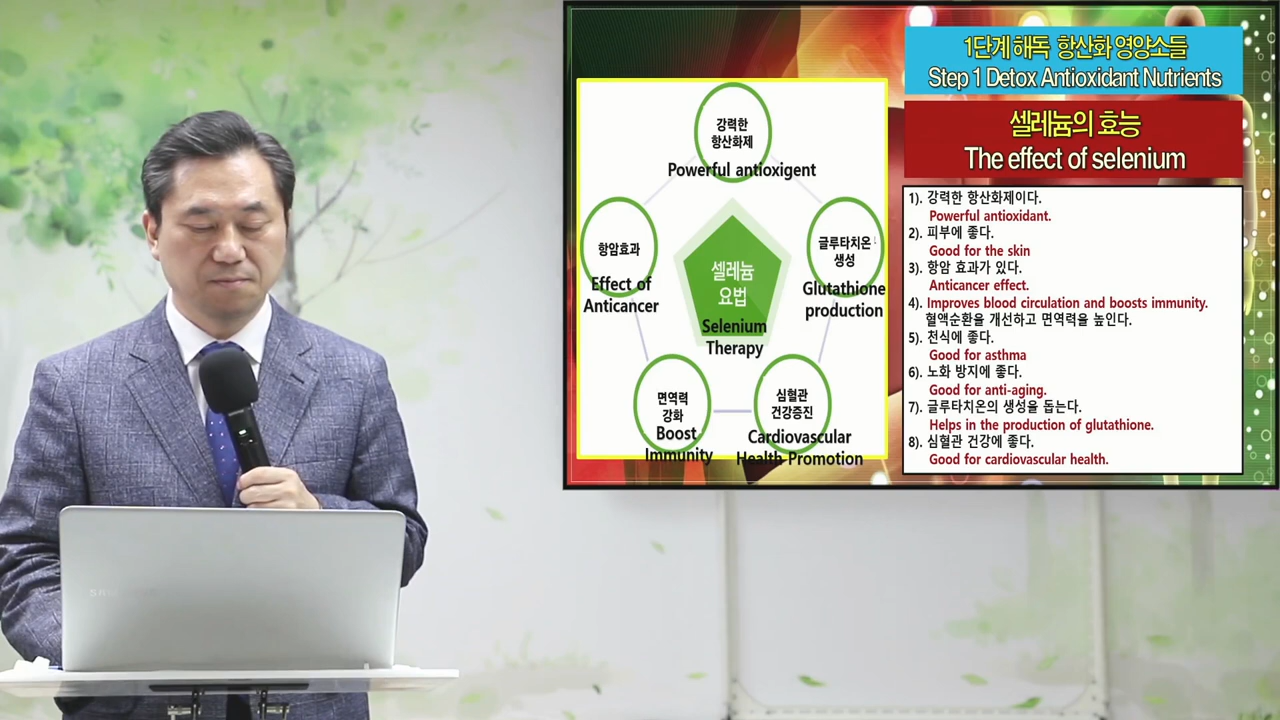 1단계 해독 항산화 영양소들
Step 1 Detox Antioxidant Nutrients
셀레늄의 효능
The effect of selenium
강력한
항산화제
Powerful antioxigent
항암효과
Effect of
Anticancer
글루타치온
생성
Glutathione
production
셀레늄
요법
Selenium
Therapy
면역력
강화
Boost
Immunity
심혈관
건강증진
Cardiovascular
Health Promotion
1). 강력한 항산화제이다.
Powerful antioxidant.
2). 피부에 좋다.
Good for the skin
3). 항암 효과가 있다.
Anticancer effect.
4). Improves blood circulation and boosts immunity.
혈액순환을 개선하고 면역력을 높인다.
5). 천식에 좋다.
Good for asthma
6). 노화 방지에 좋다.
Good for anti-aging.
7). 글루타치온의 생성을 돕는다.
Helps in the production of glutathione.
8). 심혈관 건강에 좋다.
Good for cardiovascular health.